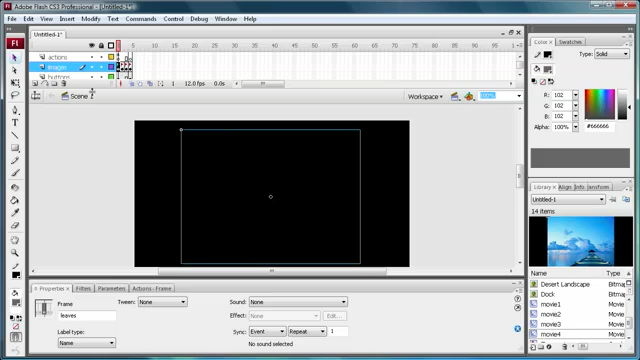 Adobe Flash CS3 Professional - [Untitled-1*]
File Edit View Insert Modify Text Commands Control Debug Window Help
Untitled-1*
5 10 15 20 25 30 35 40 45 50 55 60 65 70 75 80 85 90 95
actions
images
buttons
1 12.0 fps 0.0s
Scene 1
Workspace
100%
Color Swatches
Type: Solid
R: 102
G: 102
B: 102
Alpha: 100%
#666666
Library Align Info Transform
Untitled-1
14 items
Name Type
Desert Landscape Bitmap
Dock Bitmap
movie1 Movie
movie2 Movie
movie3 Movie
movie4 Movie
Properties Filters Parameters Actions - Frame
Frame
leaves
Label type:
Name
Tween: None
Sound: None
Effect: None
Edit...
Sync: Event Repeat 1
No sound selected